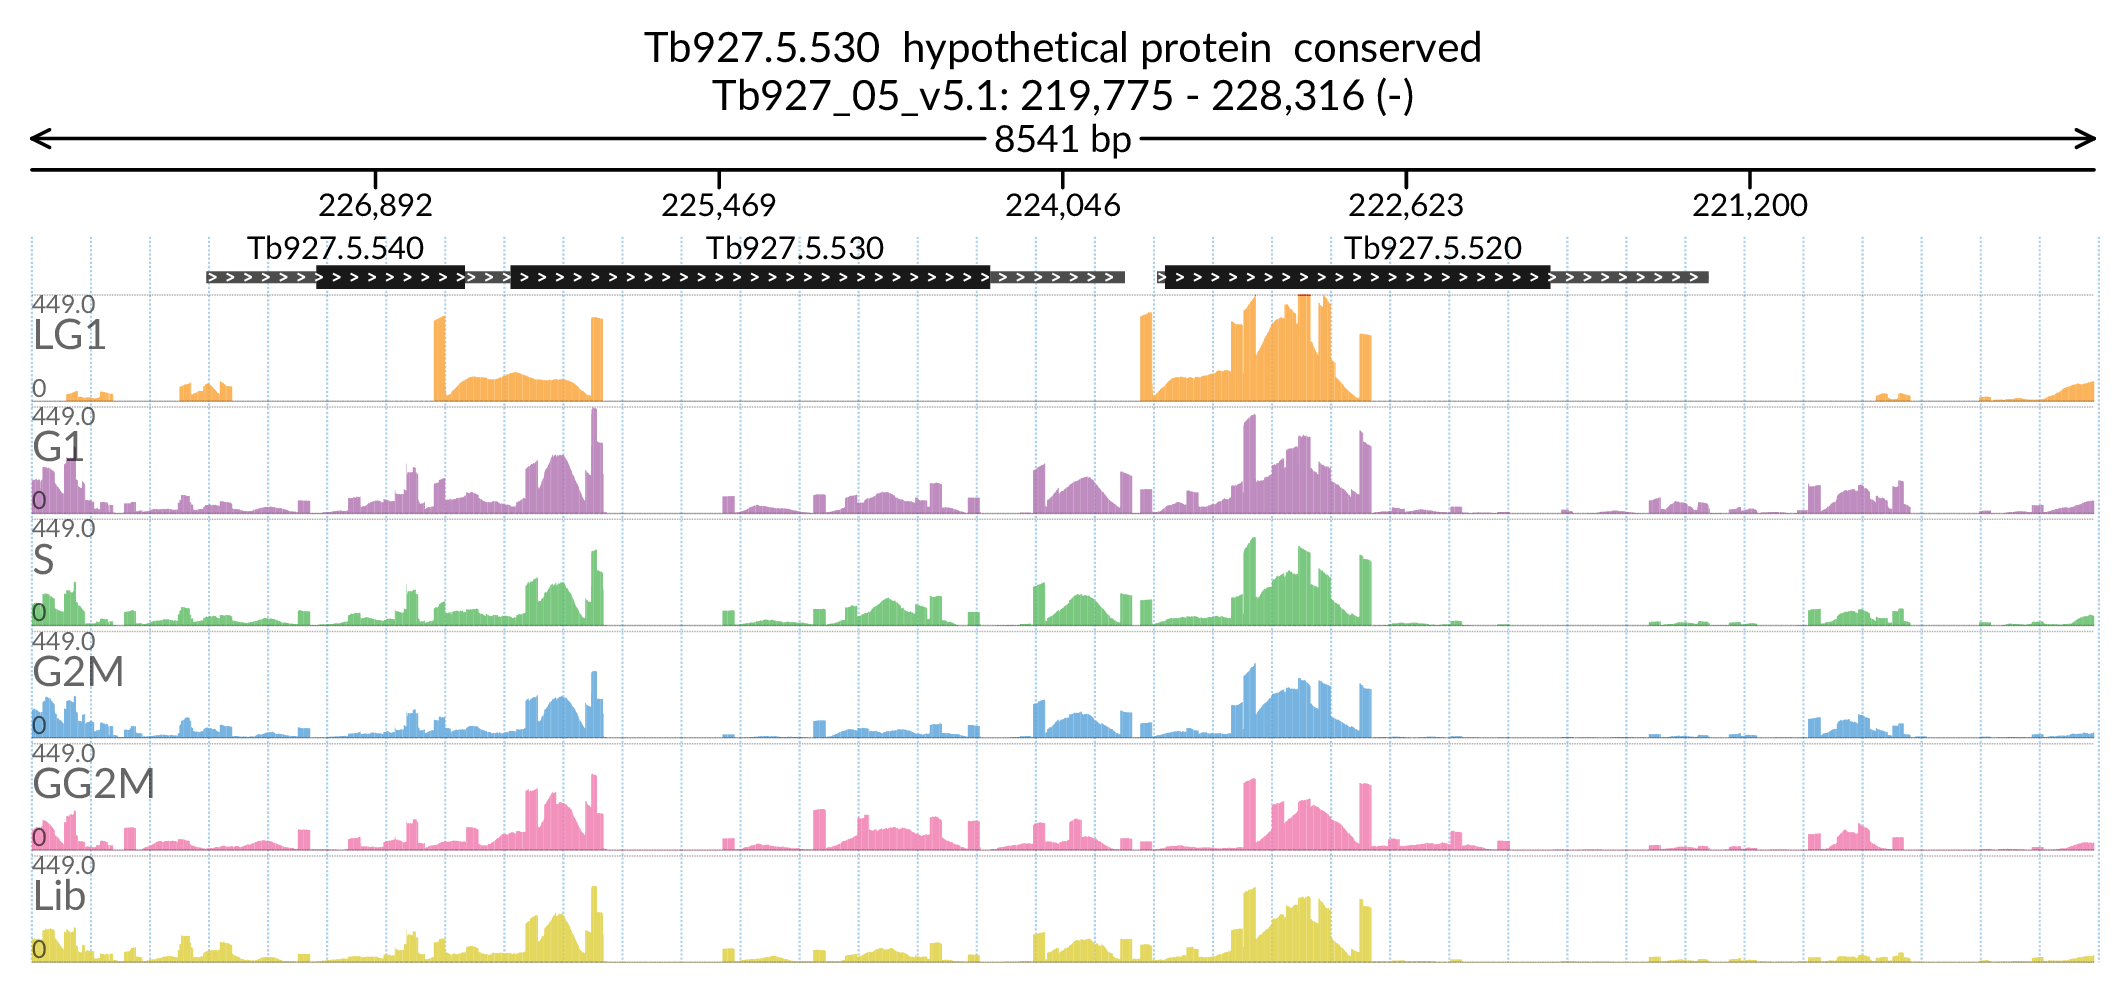 Tb927.5.530 hypothetical protein conserved
Tb927_05_v5.1: 219,775 - 228,316 (-)
8541 bp
226,892 225,469 224,046 222,623 221,200
Tb927.5.540 Tb927.5.530 Tb927.5.520
449.0
LG1
0
449.0
G1
0
449.0
S
0
449.0
G2M
0
449.0
GG2M
0
449.0
Lib
0